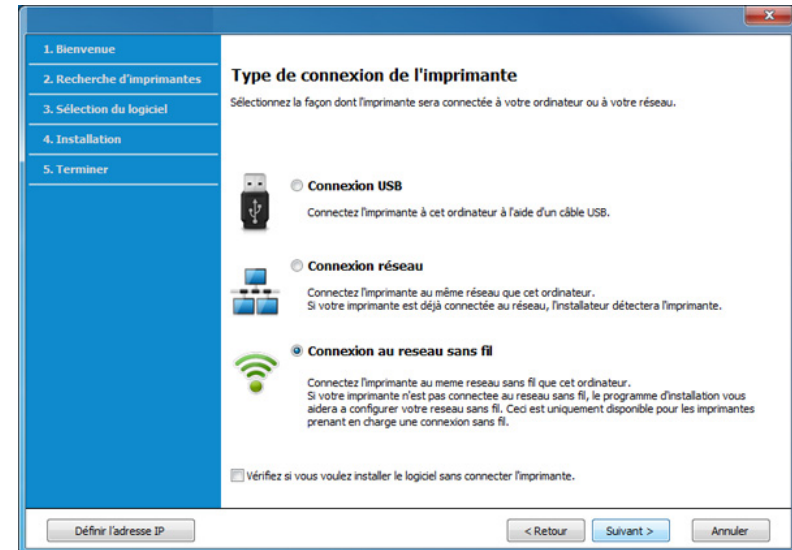 x
1. Bienvenue
2. Recherche d'imprimantes
3. Sélection du logiciel
4. Installation
5. Terminer
Type de connexion de l'imprimante
Sélectionnez la façon dont l'imprimante sera connectée à votre ordinateur ou à votre réseau.
Connexion USB
Connectez l'imprimante à cet ordinateur à l'aide d'un câble USB.
Connexion réseau
Connectez l'imprimante au même réseau que cet ordinateur.
Si votre imprimante est déjà connectée au réseau, l'installateur détectera l'imprimante.
Connexion au reseau sans fil
Connectez l'imprimante au meme reseau sans fil que cet ordinateur.
Si votre imprimante n'est pas connectee au reseau sans fil, le programme d'installation vous
aidera a configurer votre reseau sans fil. Ceci est uniquement disponible pour les imprimantes
prenant en charge une connexion sans fil.
Vérifiez si vous voulez installer le logiciel sans connecter l'imprimante.
Définir l'adresse IP
< Retour
Suivant >
Annuler